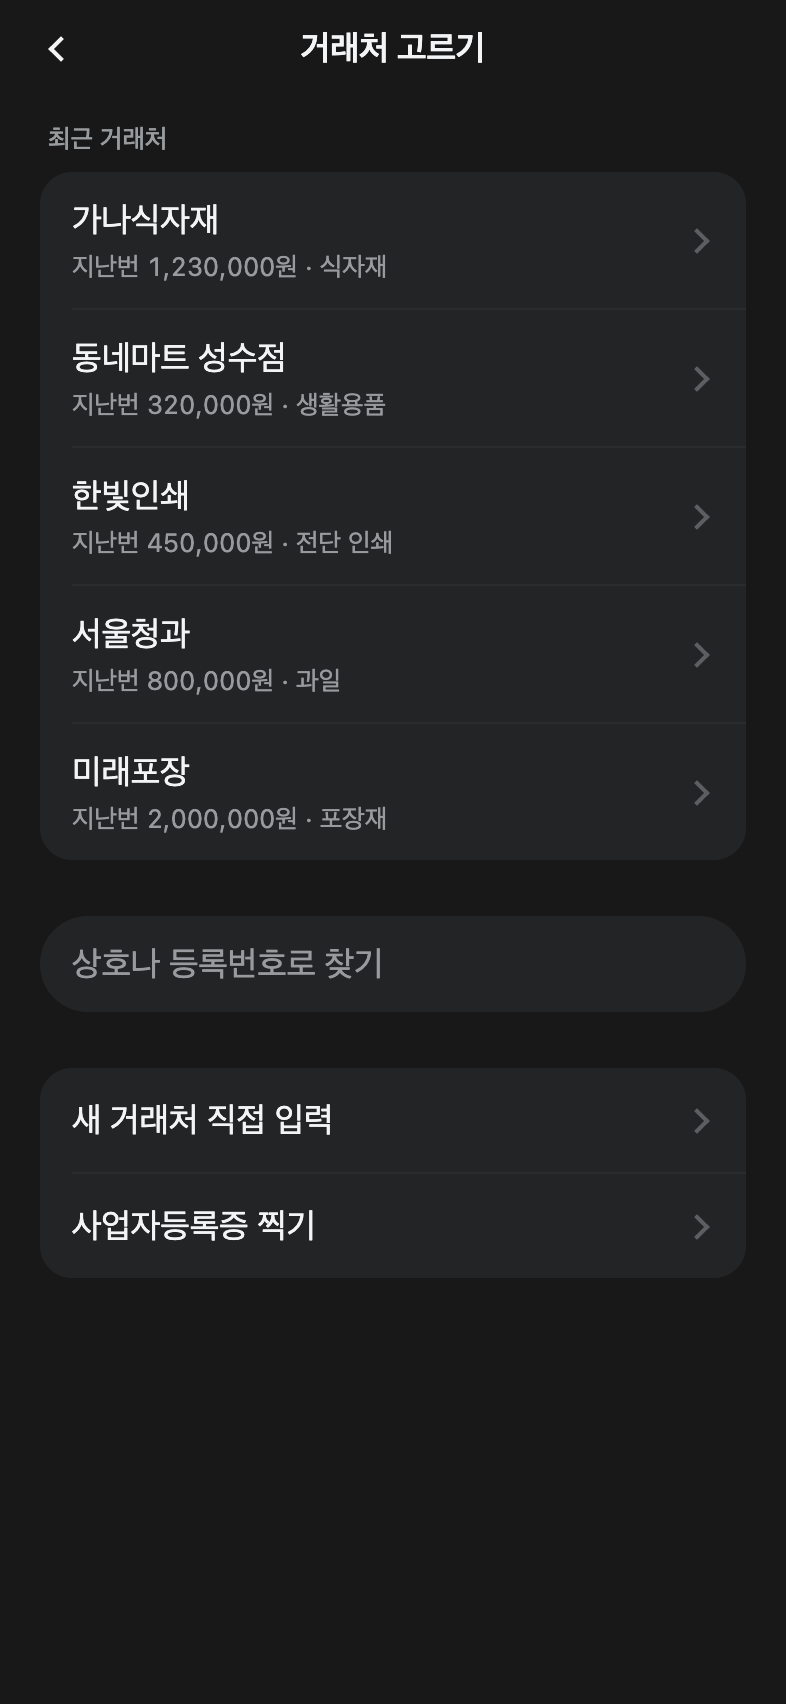 거래처 고르기
최근 거래처
가나식자재
지난번 1,230,000원 · 식자재
동네마트 성수점
지난번 320,000원 · 생활용품
한빛인쇄
지난번 450,000원 · 전단 인쇄
서울청과
지난번 800,000원 · 과일
미래포장
지난번 2,000,000원 · 포장재
상호나 등록번호로 찾기
새 거래처 직접 입력
사업자등록증 찍기